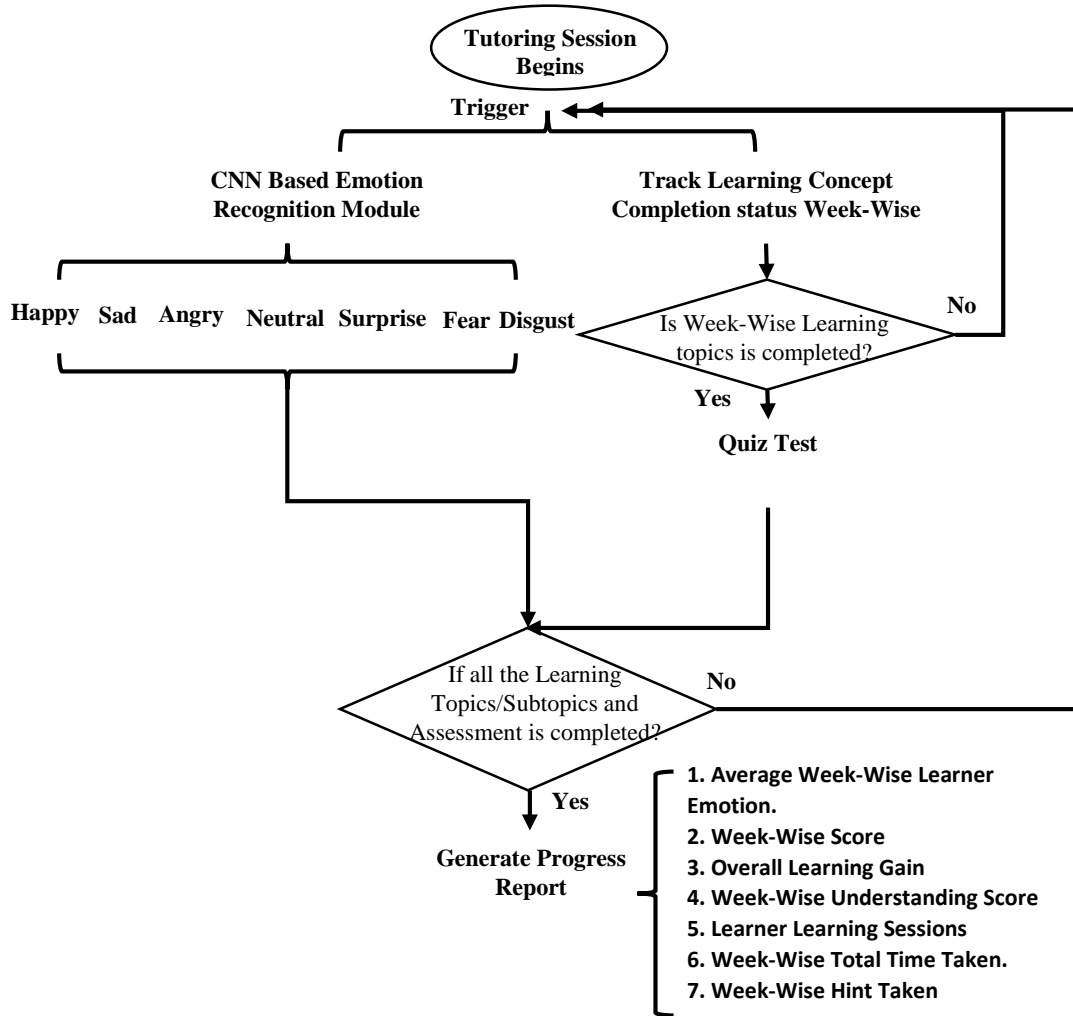 Tutoring Session
Begins
Trigger
CNN Based Emotion
Recognition Module
Track Learning Concept
Completion status Week-Wise
Happy Sad Angry Neutral Surprise Fear Disgust
Is Week-Wise Learning
topics is completed?
No
Yes
Quiz Test
If all the Learning
Topics/Subtopics and
Assessment is completed?
No
Yes
Generate Progress
Report
1. Average Week-Wise Learner
Emotion.
2. Week-Wise Score
3. Overall Learning Gain
4. Week-Wise Understanding Score
5. Learner Learning Sessions
6. Week-Wise Total Time Taken.
7. Week-Wise Hint Taken